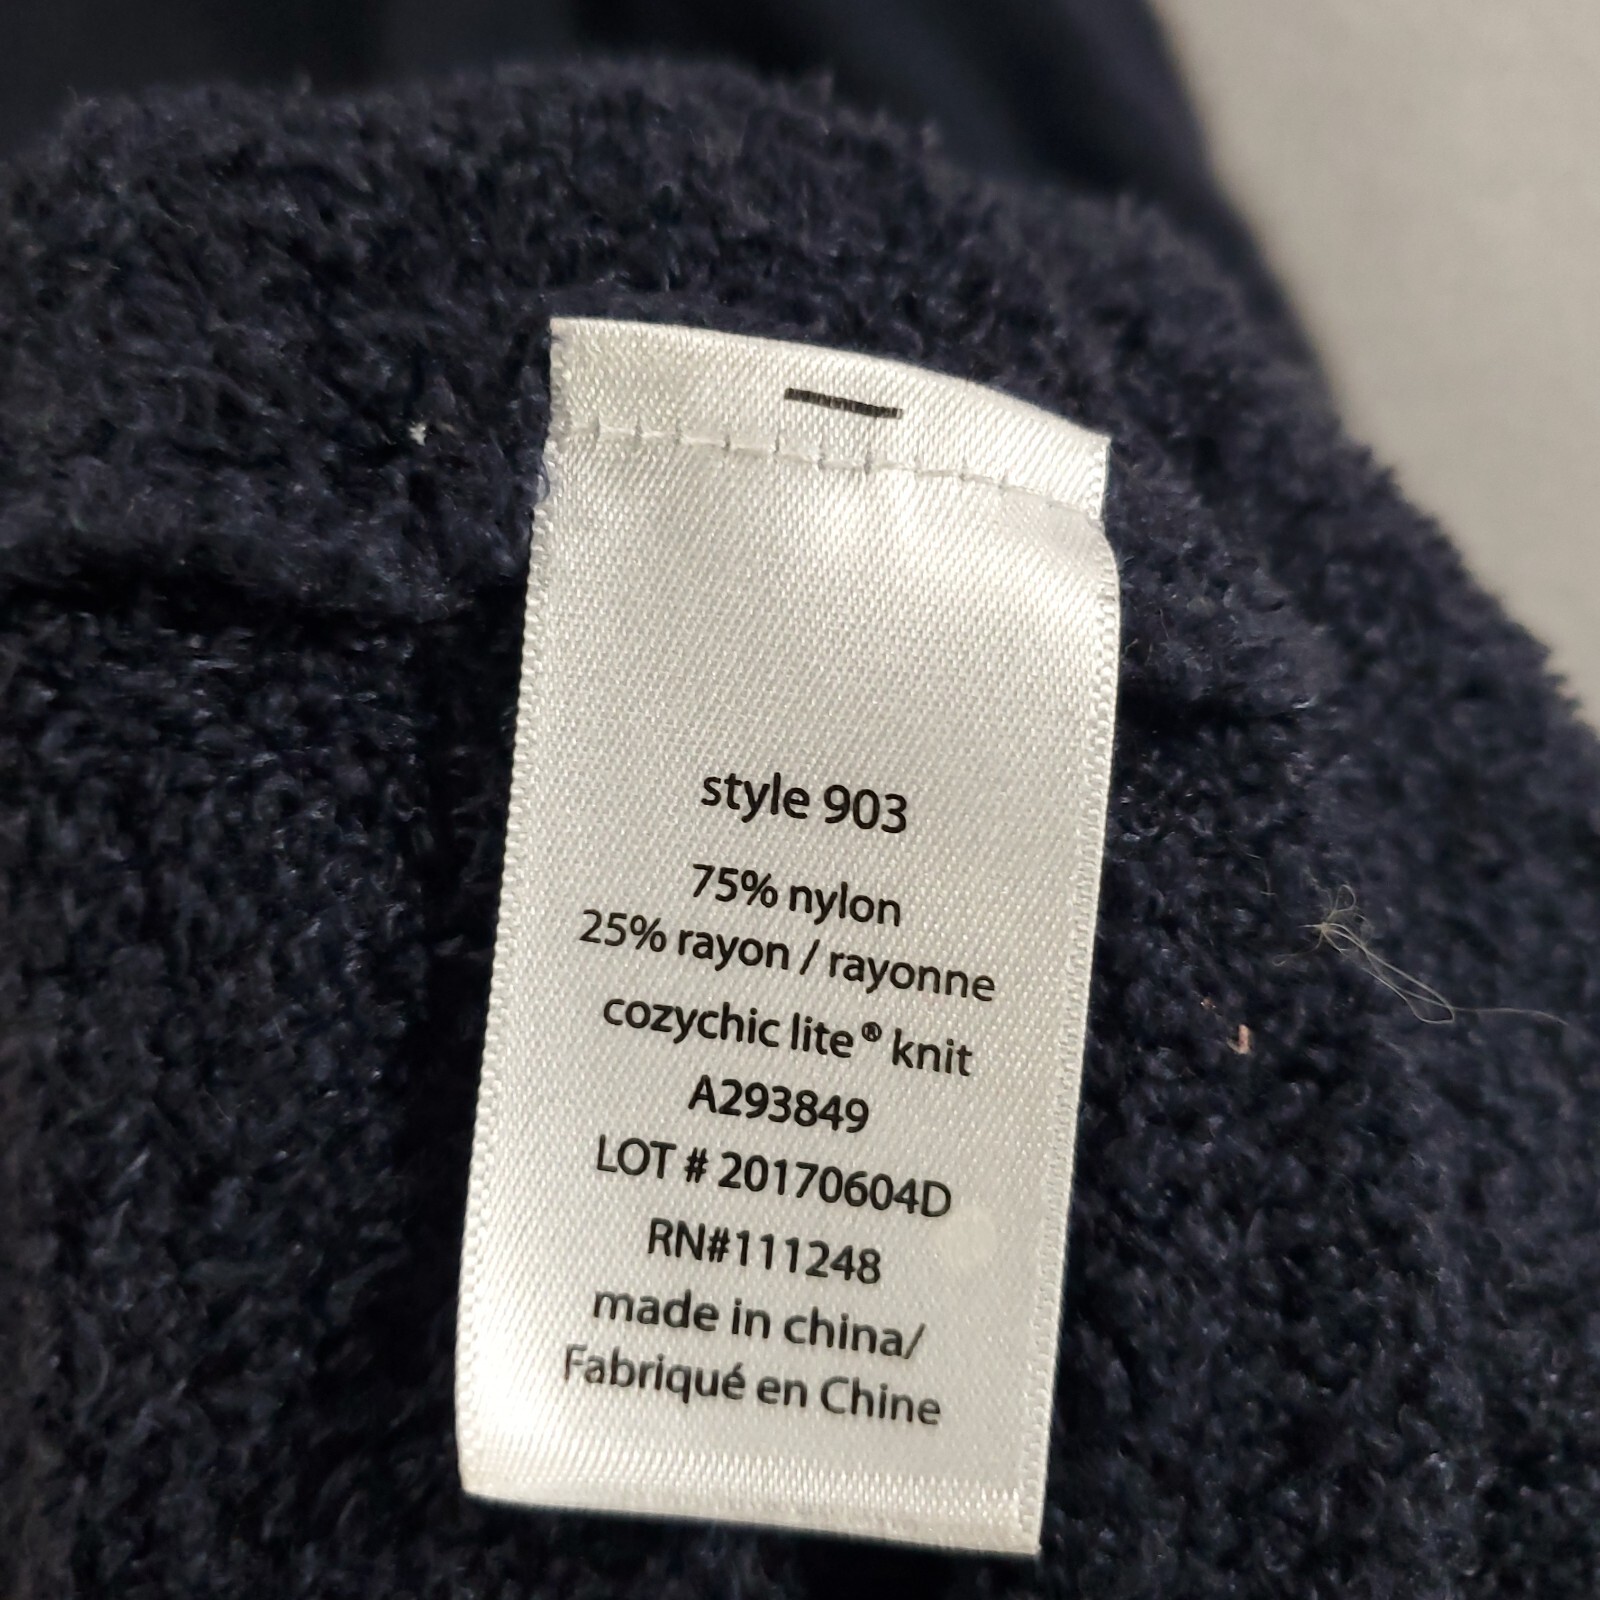 style 903
75% nylon
25% rayon / rayonne
cozychic lite® knit
A293849
LOT # 20170604D
RN#111248
made in china/
Fabriqué en Chine